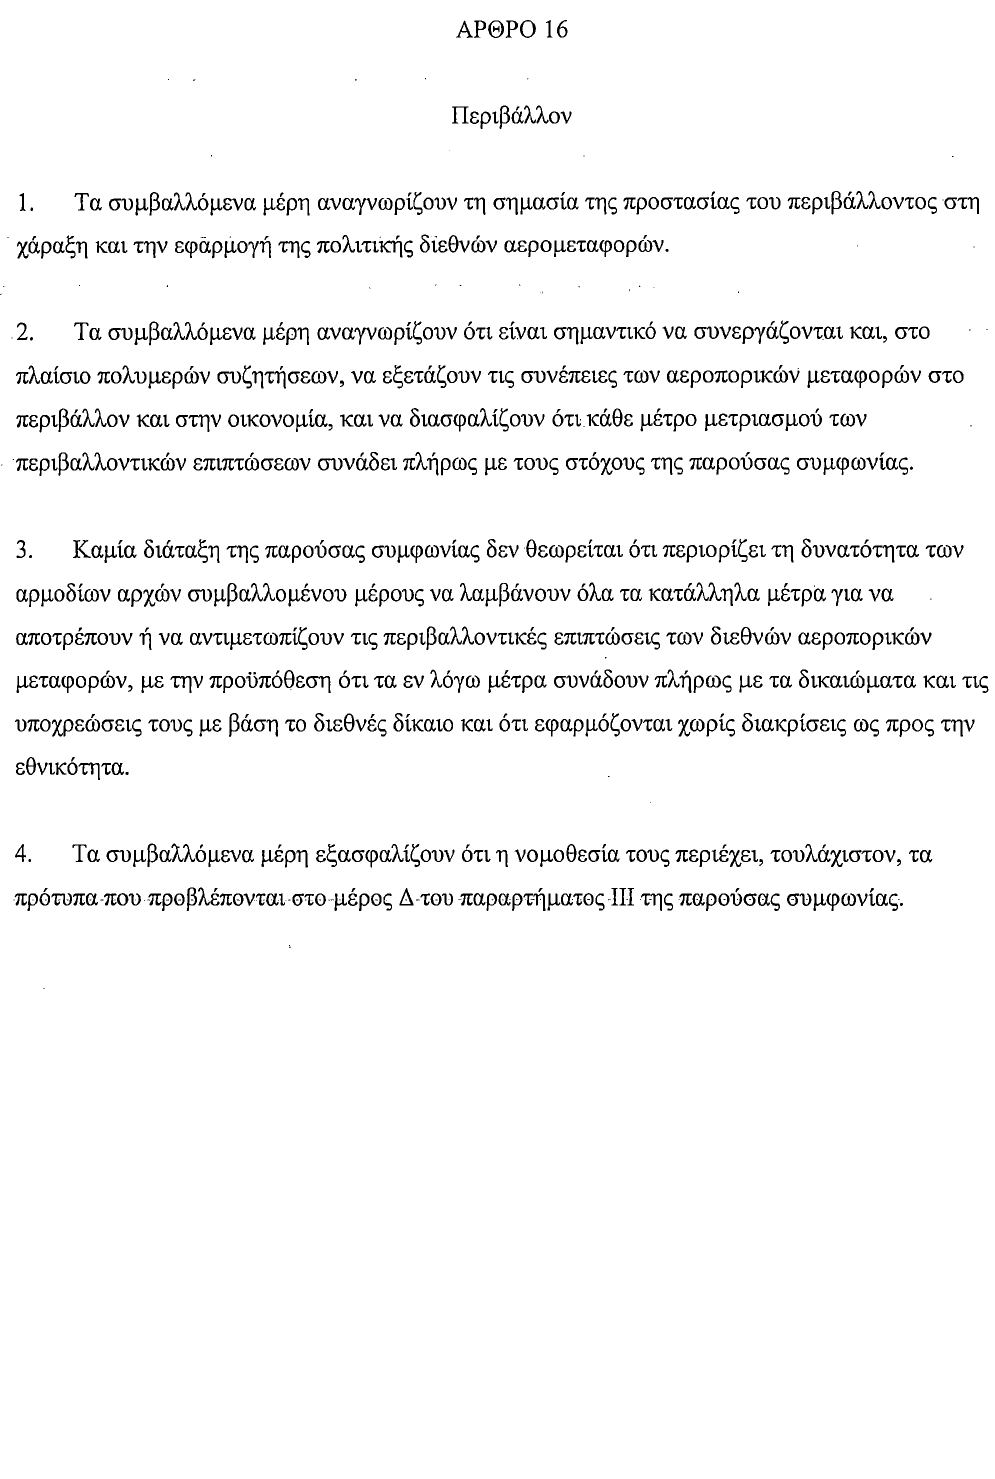 ΑΡΘΡΟ 16
Περιβάλλον
1. Τα συμβαλλόμενα μέρη αναγνωρίζουν τη σημασία της προστασίας του περιβάλλοντος στη
χάραξη και την εφαρμογή της πολιτικής διεθνών αερομεταφορών.
2. Τα συμβαλλόμενα μέρη αναγνωρίζουν ότι είναι σημαντικό να συνεργάζονται και, στο
πλαίσιο πολυμερών συζητήσεων, να εξετάζουν τις συνέπειες των αεροπορικών μεταφορών στο
περιβάλλον και στην οικονομία, και να διασφαλίζουν ότι κάθε μέτρο μετριασμού των
περιβαλλοντικών επιπτώσεων συνάδει πλήρως με τους στόχους της παρούσας συμφωνίας.
3. Καμία διάταξη της παρούσας συμφωνίας δεν θεωρείται ότι περιορίζει τη δυνατότητα των
αρμοδίων αρχών συμβαλλομένου μέρους να λαμβάνουν όλα τα κατάλληλα μέτρα για να
αποτρέπουν ή να αντιμετωπίζουν τις περιβαλλοντικές επιπτώσεις των διεθνών αεροπορικών
μεταφορών, με την προϋπόθεση ότι τα εν λόγω μέτρα συνάδουν πλήρως με τα δικαιώματα και τις
υποχρεώσεις τους με βάση το διεθνές δίκαιο και ότι εφαρμόζονται χωρίς διακρίσεις ως προς την
εθνικότητα.
4. Τα συμβαλλόμενα μέρη εξασφαλίζουν ότι η νομοθεσία τους περιέχει, τουλάχιστον, τα
πρότυπα που προβλέπονται στο μέρος Δ του παραρτήματος ΙΙΙ της παρούσας συμφωνίας.